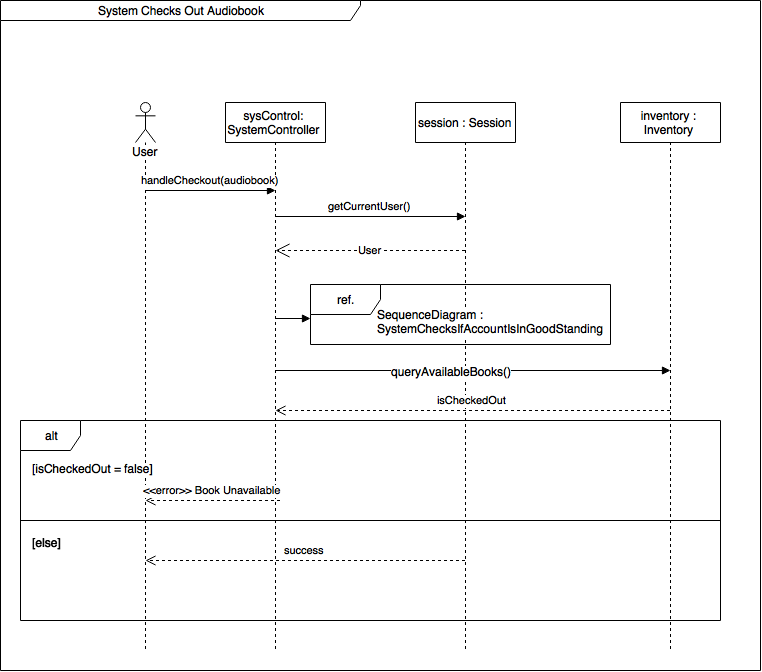 System Checks Out Audiobook
sysControl:
SystemController
session : Session
inventory :
Inventory
User
handleCheckout(audiobook)
getCurrentUser()
User
ref.
SequenceDiagram :
SystemChecksIfAccountIsInGoodStanding
queryAvailableBooks()
isCheckedOut
alt
[isCheckedOut = false]
<<error>> Book Unavailable
[else]
success